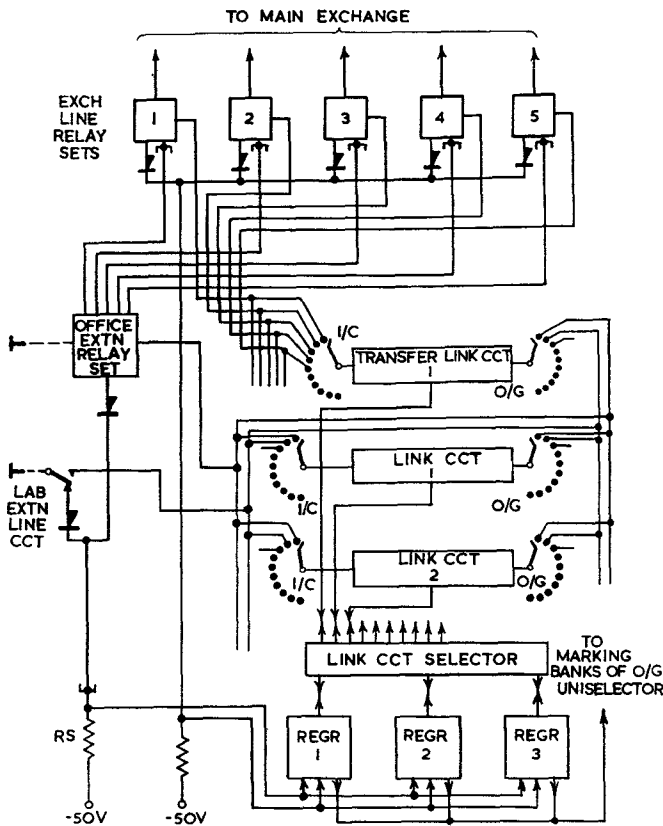 TO MAIN EXCHANGE
EXCH
LINE
RELAY
SETS
1
2
3
4
5
OFFICE
EXTN
RELAY
SET
I/C
TRANSFER LINK CCT
1
O/G
LAB
EXTN
LINE
CCT
LINK CCT
1
I/C
O/G
LINK CCT
2
I/C
O/G
LINK CCT SELECTOR
TO
MARKING
BANKS OF O/G
UNISELECTOR
RS
REGR
1
REGR
2
REGR
3
-50V
-50V